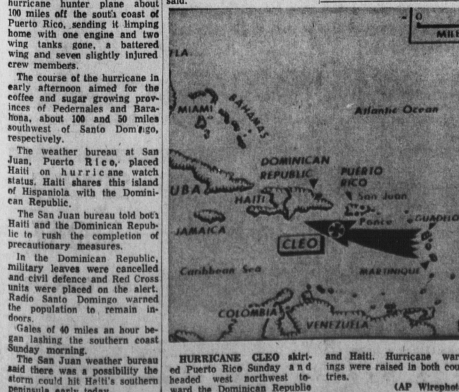 hurricane hunter plane about
100 miles off the south coast of
Puerto Rico, sending it limping
home with one engine and two
wing tanks gone, a battered
wing and seven slightly injured
crew members.
The course of the hurricane in
early afternoon aimed for the
coffee and sugar growing prov-
inces of Pedernales and Bara-
hona, about 100 and 50 miles
southwest of Santo Domingo,
respectively.
The weather bureau at San
Juan, Puerto Rico, placed
Haiti on hurricane watch
status. Haiti shares this island
of Hispaniola with the Domini-
can Republic.
The San Juan bureau told both
Haiti and the Dominican Repub-
lic to rush the completion of
precautionary measures.
In the Dominican Republic,
military leaves were cancelled
and civil defence and Red Cross
units were placed on the alert.
Radio Santo Domingo warned
the population to remain in-
doors.
Gales of 40 miles an hour be-
gan lashing the southern coast
Sunday morning.
The San Juan weather bureau
said there was a possibility the
storm could hit Haiti's southern
peninsula early today.
said.
0
MIL
FLA.
MIAMI
BAHAMAS
Atlantic Ocean
DOMINICAN
REPUBLIC
PUERTO
RICO
San Juan
CUBA
HAITI
Ponce
GUADLO
JAMAICA
CLEO
Caribbean Sea
MARTINIQUE
COLOMBIA
VENEZUELA
HURRICANE CLEO skirt-
ed Puerto Rico Sunday and
headed west northwest to-
ward the Dominican Republic
and Haiti. Hurricane war
ings were raised in both cou
tries.
(AP Wirepho